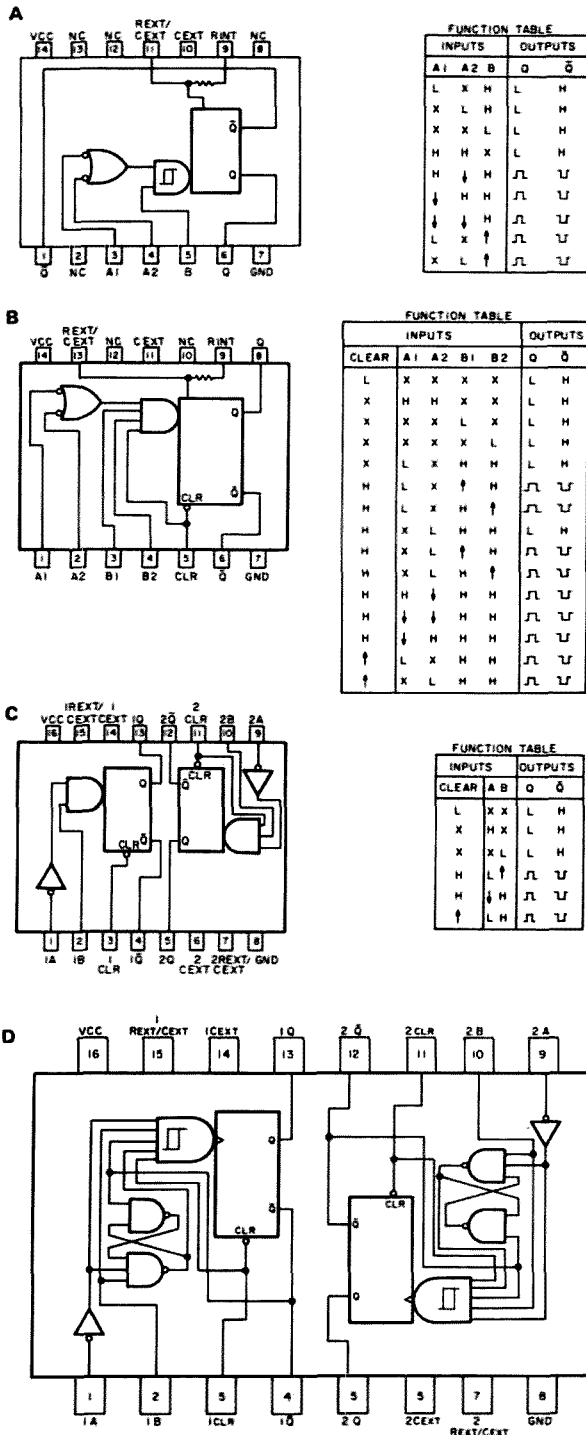 A
VCC NC NC REXT/ CEXT CEXT RINT NC
14 13 12 11 10 9 8
Q̄
Q
1 2 3 4 5 6 7
Q̄ NC A1 A2 B Q GND
FUNCTION TABLE
INPUTS OUTPUTS
A1 A2 B Q Q̄
L X H L H
X L H L H
X X L L H
H H X L H
H ↓ H ⎍ ⊔
↓ H H ⎍ ⊔
↓ ↓ H ⎍ ⊔
L X ↑ ⎍ ⊔
X L ↑ ⎍ ⊔
B
VCC REXT/ CEXT NC CEXT NC RINT Q
14 13 12 11 10 9 8
Q
Q̄
CLR
1 2 3 4 5 6 7
A1 A2 B1 B2 CLR Q̄ GND
FUNCTION TABLE
INPUTS OUTPUTS
CLEAR A1 A2 B1 B2 Q Q̄
L X X X X L H
X H H X X L H
X X X L X L H
X X X X L L H
X L X H H L H
H L X ↑ H ⎍ ⊔
H L X H ↑ ⎍ ⊔
H X L H H L H
H X L ↑ H ⎍ ⊔
H X L H ↑ ⎍ ⊔
H H ↓ H H ⎍ ⊔
H ↓ ↓ H H ⎍ ⊔
H ↓ H H H ⎍ ⊔
↑ L X H H ⎍ ⊔
↑ X L H H ⎍ ⊔
C
1REXT/ 1 2
VCC CEXT CEXT 1Q 2Q̄ CLR 2B 2A
16 15 14 13 12 11 10 9
Q
Q̄
CLR
CLR
Q̄
Q
1 2 3 4 5 6 7 8
1A 1B 1 1Q̄ 2Q 2 2REXT/ GND
CLR CEXT CEXT
FUNCTION TABLE
INPUTS OUTPUTS
CLEAR A B Q Q̄
L X X L H
X H X L H
X X L L H
H L ↑ ⎍ ⊔
H ↓ H ⎍ ⊔
↑ L H ⎍ ⊔
D
1
VCC REXT/CEXT 1CEXT 1Q 2 Q̄ 2CLR 2B 2A
16 15 14 13 12 11 10 9
Q
Q̄
CLR
CLR
Q̄
Q
1 2 5 4 5 5 7 8
1A 1B 1CLR 1Q̄ 2Q 2CEXT 2 GND
REXT/CEXT